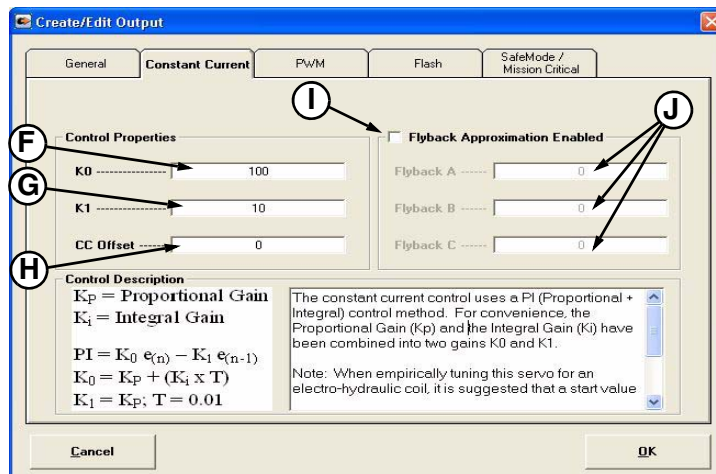 Create/Edit Output
General
Constant Current
PWM
Flash
SafeMode /
Mission Critical
I
J
F
G
H
Control Properties
K0 --------------- 100
K1 --------------- 10
CC Offset ------ 0
Flyback Approximation Enabled
Flyback A ----- 0
Flyback B ----- 0
Flyback C ----- 0
Control Description
KP = Proportional Gain
Ki = Integral Gain
PI = K0 e(n) – K1 e(n-1)
K0 = KP + (Ki x T)
K1 = KP; T = 0.01
The constant current control uses a PI (Proportional +
Integral) control method. For convenience, the
Proportional Gain (Kp) and the Integral Gain (Ki) have
been combined into two gains K0 and K1.
Note: When empirically tuning this servo for an
electro-hydraulic coil, it is suggested that a start value
Cancel
OK